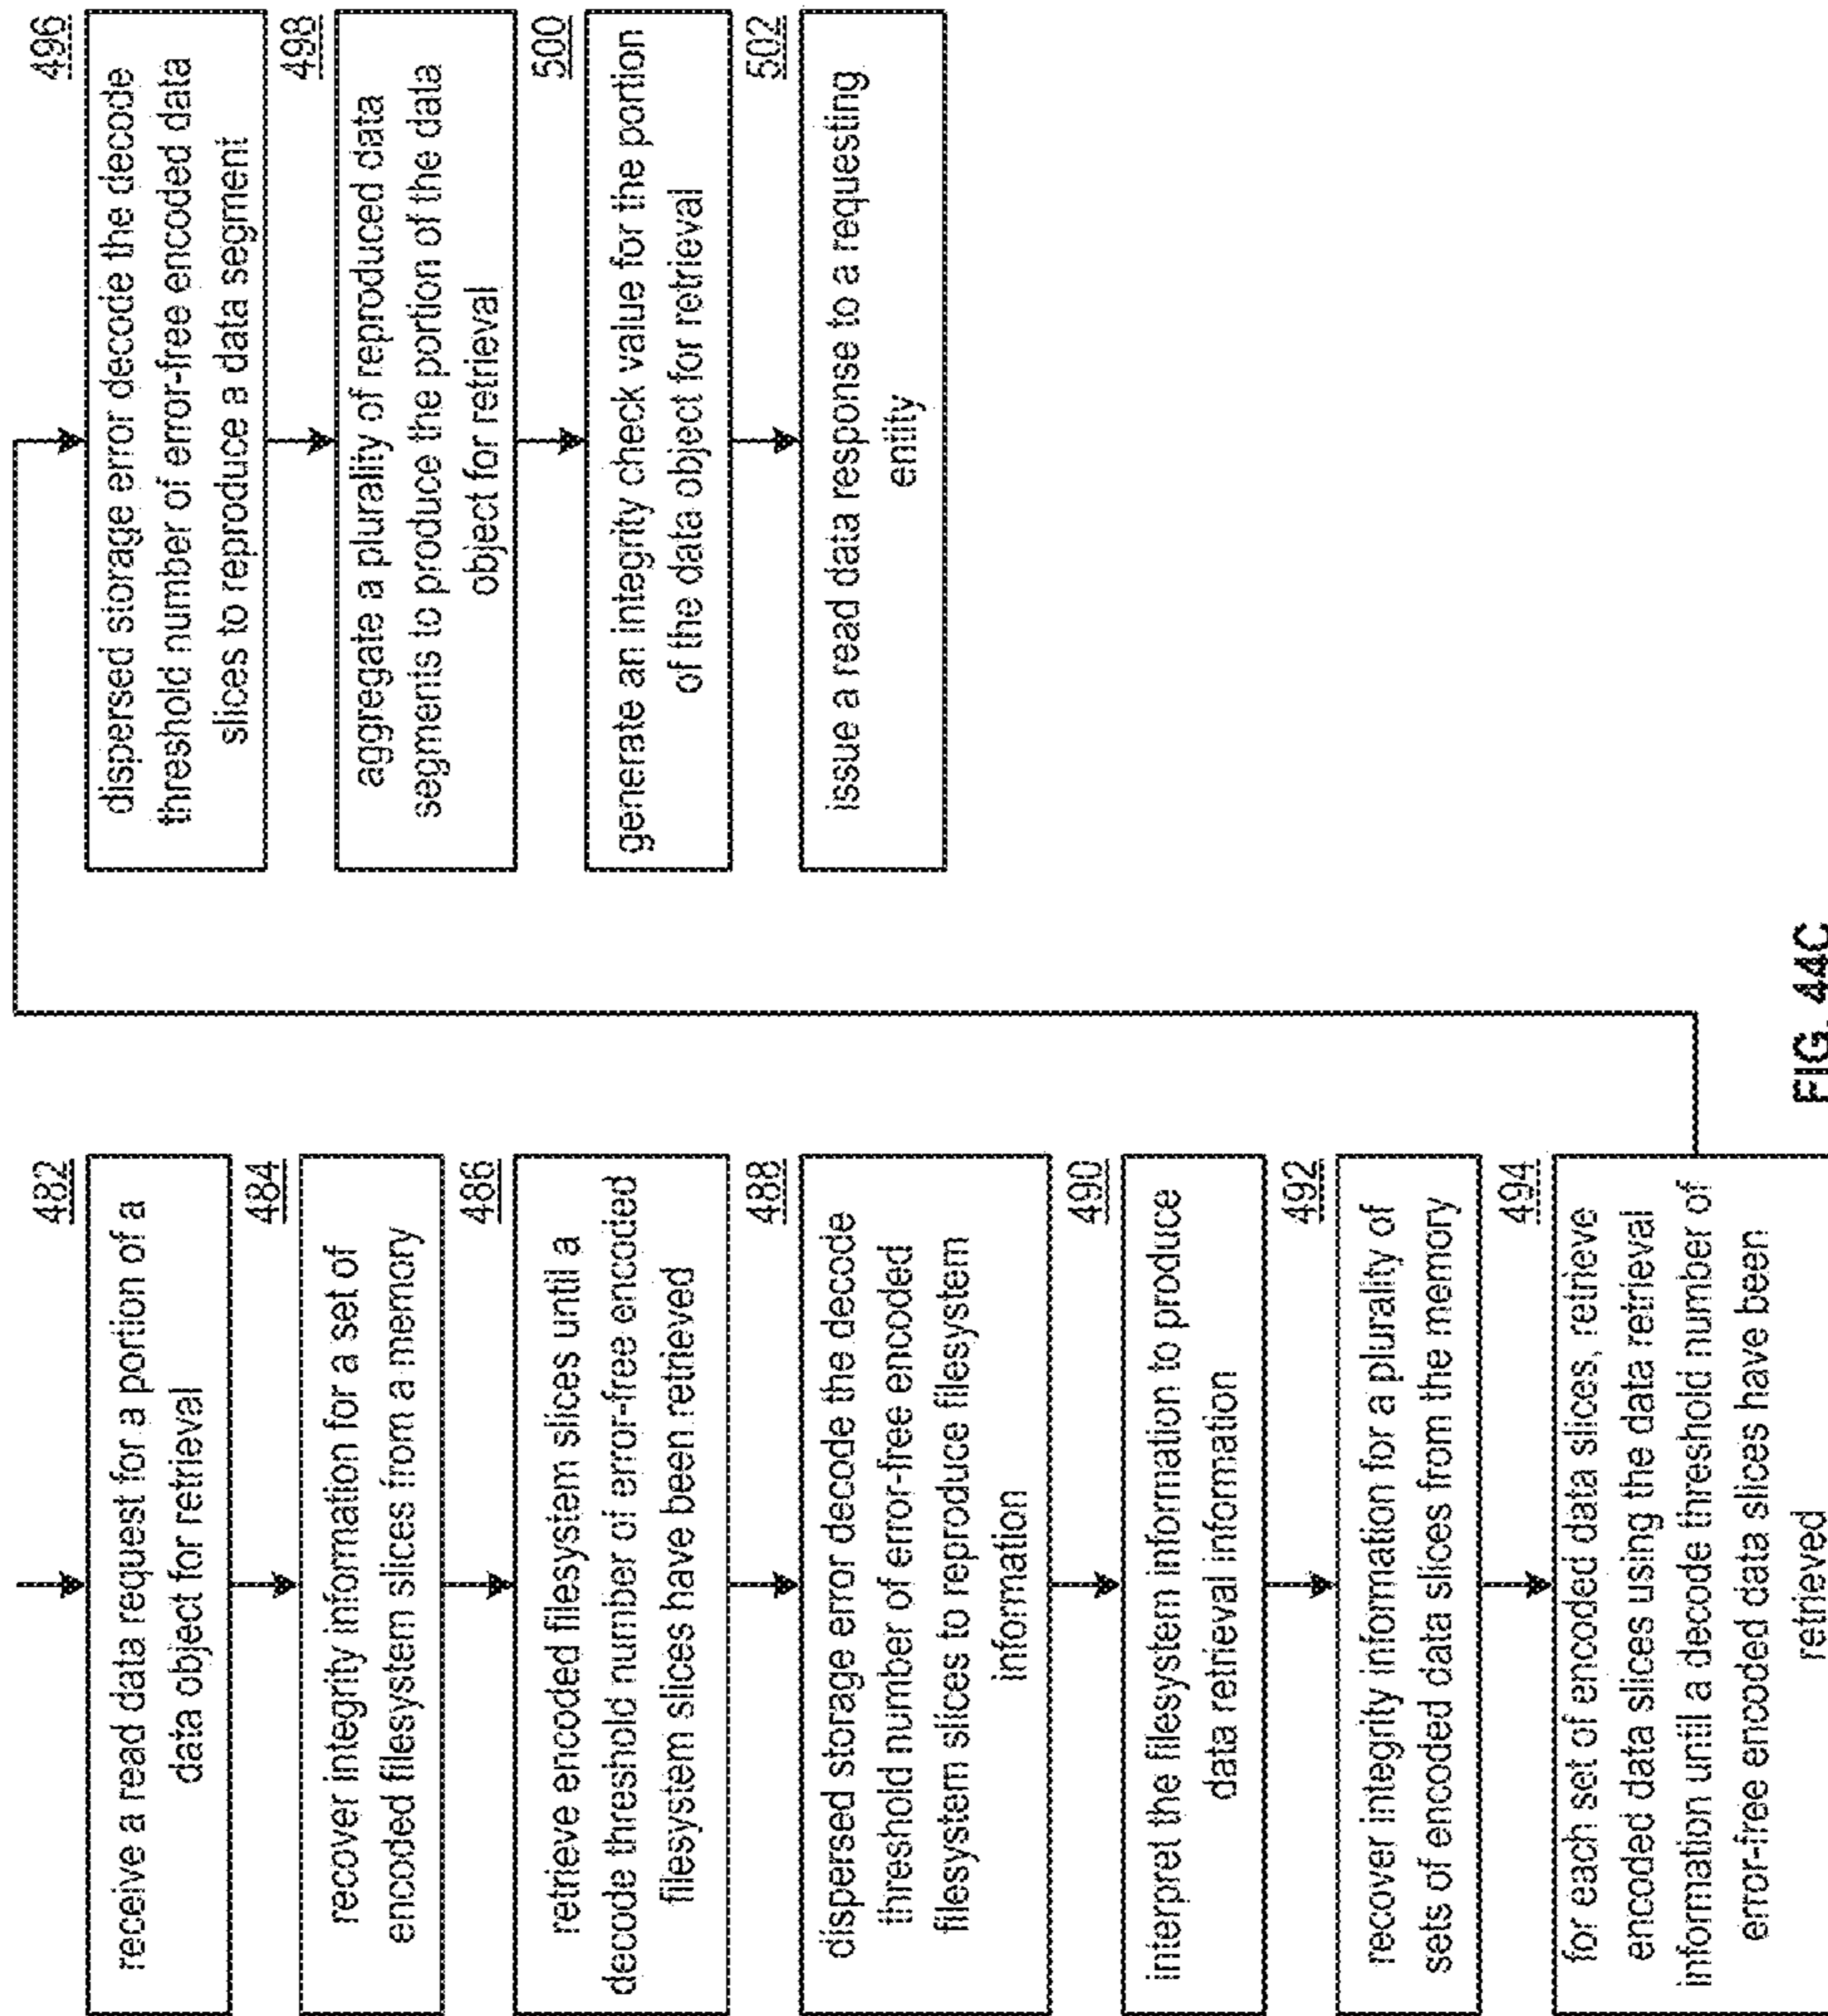 482
receive a read data request for a portion of a
data object for retrieval
484
recover integrity information for a set of
encoded filesystem slices from a memory
486
retrieve encoded filesystem slices until a
decode threshold number of error-free encoded
filesystem slices have been retrieved
488
dispersed storage error decode the decode
threshold number of error-free encoded
filesystem slices to reproduce filesystem
information
490
interpret the filesystem information to produce
data retrieval information
492
recover integrity information for a plurality of
sets of encoded data slices from the memory
494
for each set of encoded data slices, retrieve
encoded data slices using the data retrieval
information until a decode threshold number of
error-free encoded data slices have been
retrieved
496
dispersed storage error decode the decode
threshold number of error-free encoded data
slices to reproduce a data segment
498
aggregate a plurality of reproduced data
segments to produce the portion of the data
object for retrieval
500
generate an integrity check value for the portion
of the data object for retrieval
502
issue a read data response to a requesting
entity
FIG. 44C